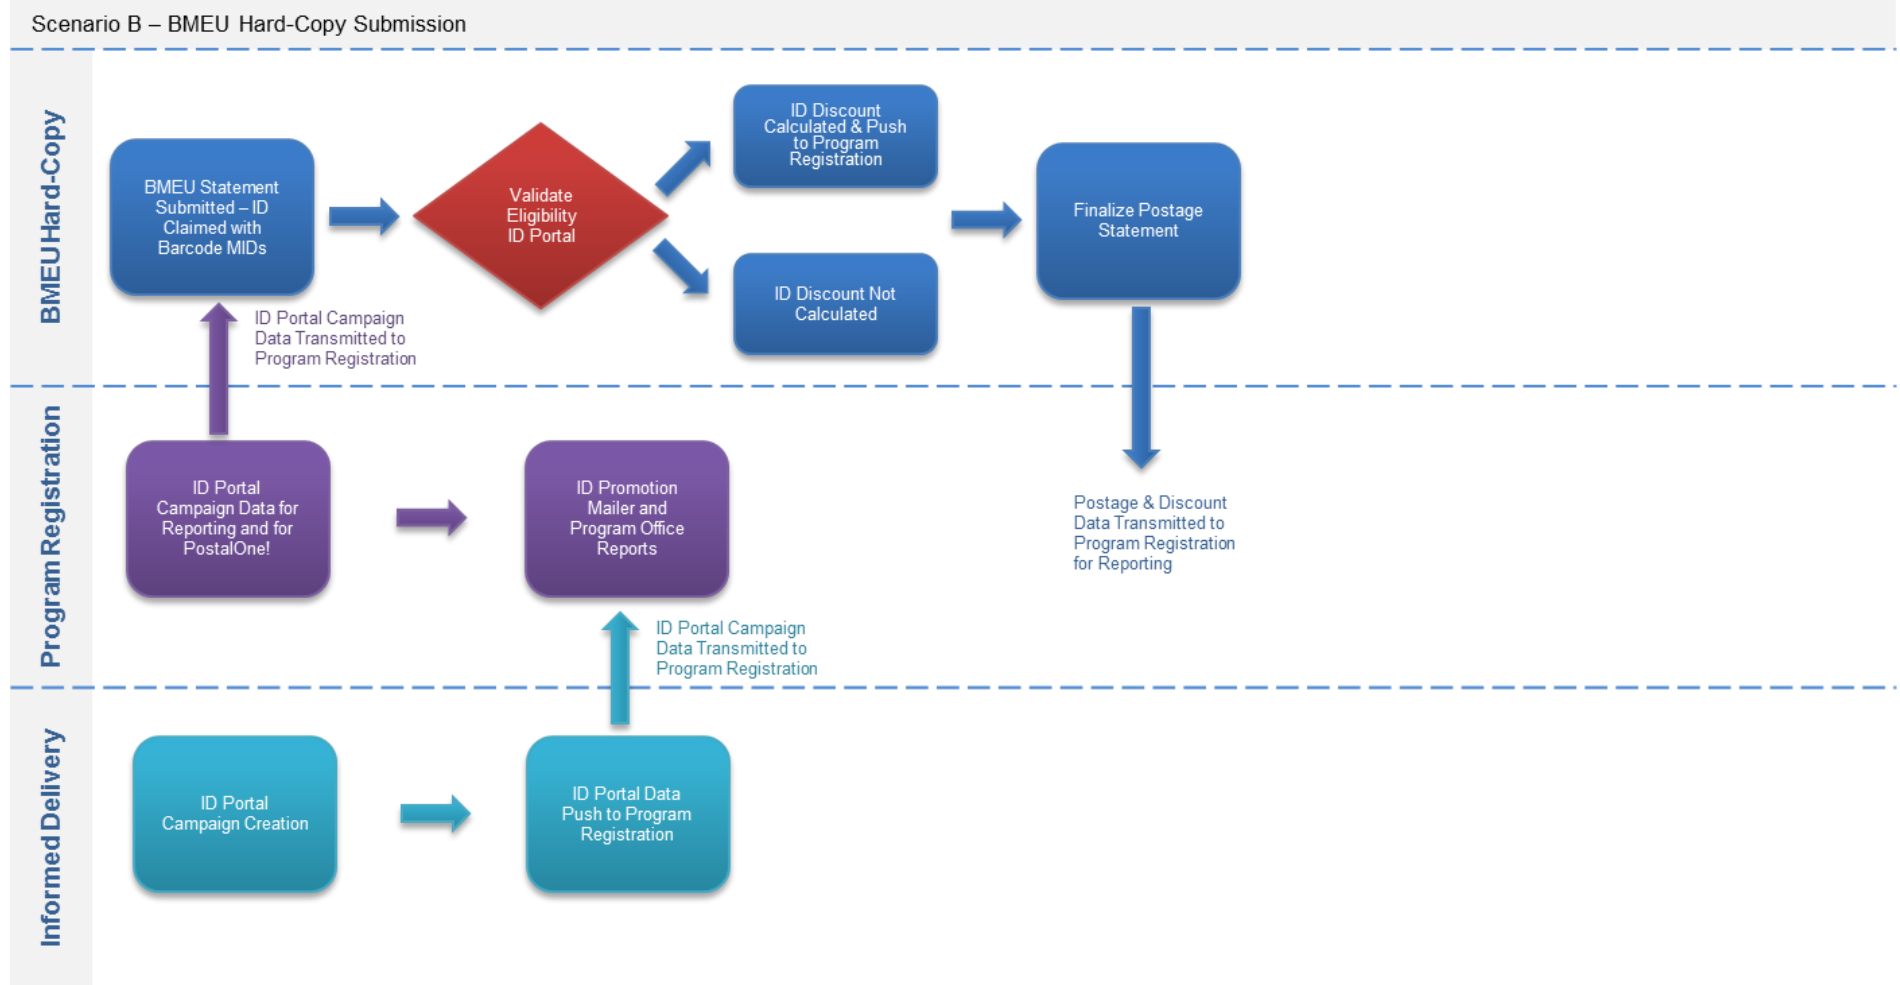 Scenario B – BMEU Hard-Copy Submission
BMEU Hard-Copy
BMEU Statement
Submitted – ID
Claimed with
Barcode MIDs
Validate
Eligibility
ID Portal
ID Discount
Calculated & Push
to Program
Registration
ID Discount Not
Calculated
Finalize Postage
Statement
ID Portal Campaign
Data Transmitted to
Program Registration
Program Registration
ID Portal
Campaign Data for
Reporting and for
PostalOne!
ID Promotion
Mailer and
Program Office
Reports
Postage & Discount
Data Transmitted to
Program Registration
for Reporting
ID Portal Campaign
Data Transmitted to
Program Registration
Informed Delivery
ID Portal
Campaign Creation
ID Portal Data
Push to Program
Registration